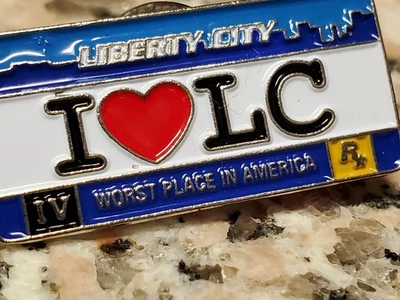 LIBERTY CITY
I ❤ LC
IV WORST PLACE IN AMERICA R★